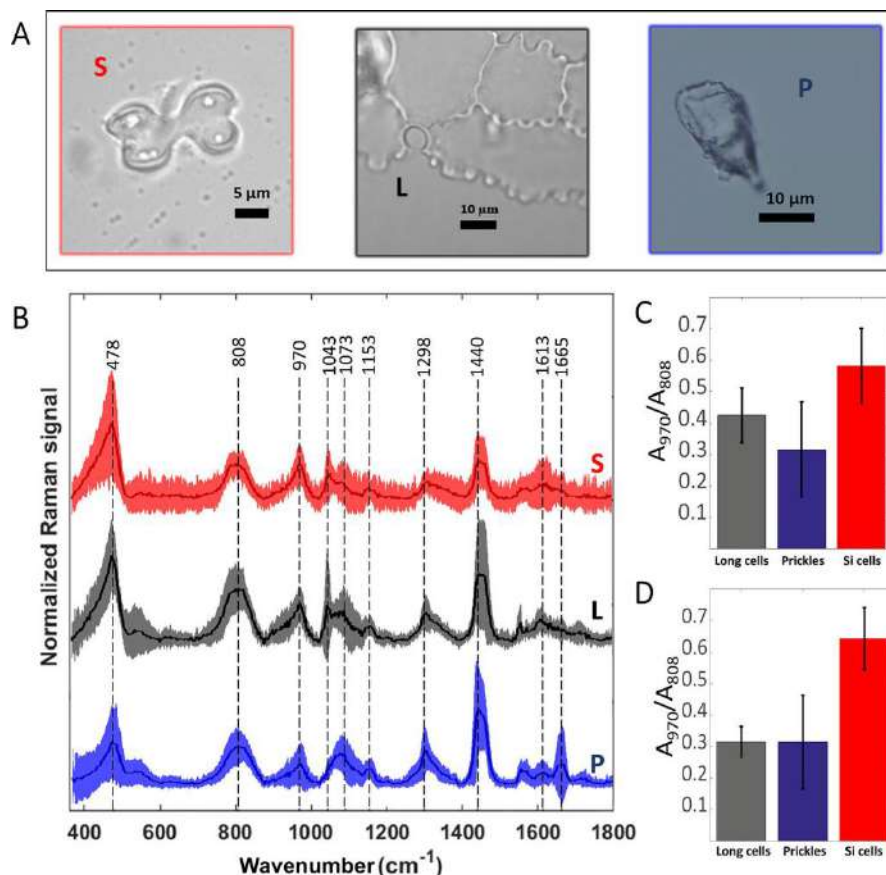 A
S
5 µm
L
10 µm
P
10 µm
B
Normalized Raman signal
478
808
970
1043
1073
1153
1298
1440
1613
1665
S
L
P
400 600 800 1000 1200 1400 1600 1800
Wavenumber (cm-1)
C
A970/A808
0.7
0.6
0.5
0.4
0.3
0.2
0.1
Long cells Prickles Si cells
D
A970/A808
0.7
0.6
0.5
0.4
0.3
0.2
0.1
Long cells Prickles Si cells